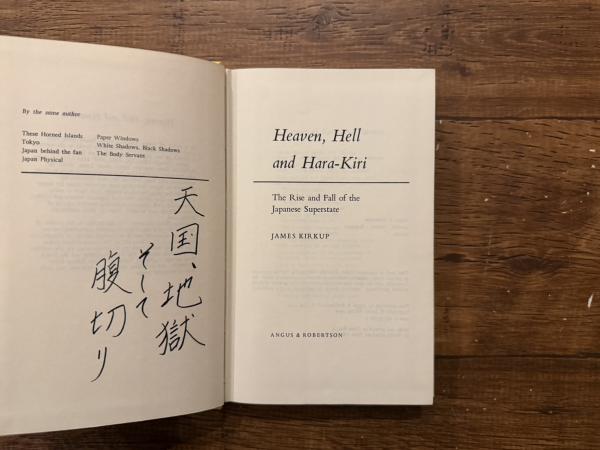 By the same author
These Horned Islands
Paper Windows
Tokyo
White Shadows, Black Shadows
Japan behind the fan
The Body Servant
Japan Physical
天国、地獄
そして
腹切り
Heaven, Hell
and Hara-Kiri
The Rise and Fall of the
Japanese Superstate
JAMES KIRKUP
ANGUS & ROBERTSON